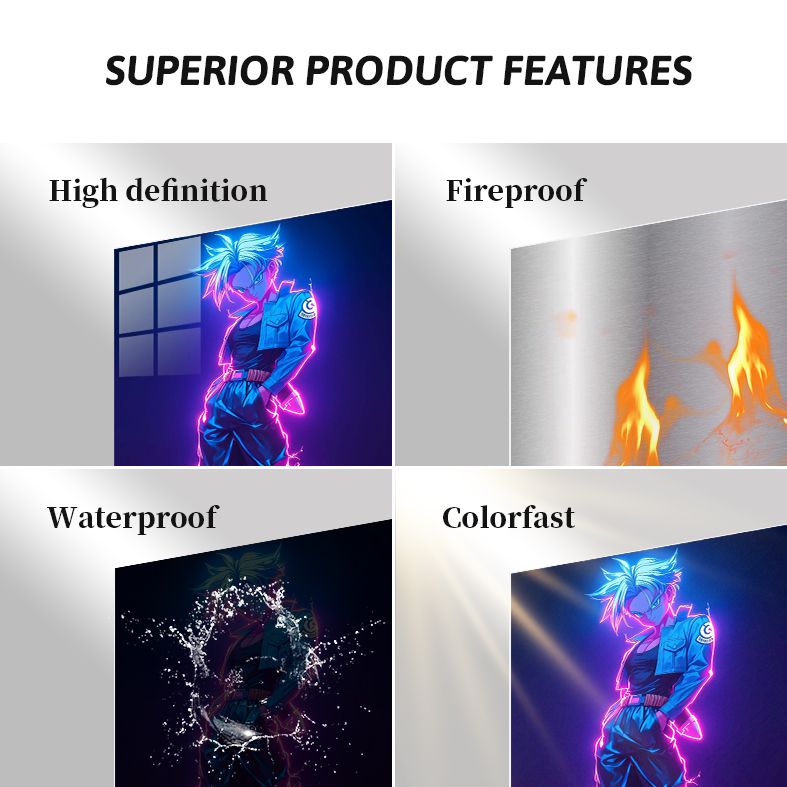 SUPERIOR PRODUCT FEATURES
High definition
Fireproof
Waterproof
Colorfast